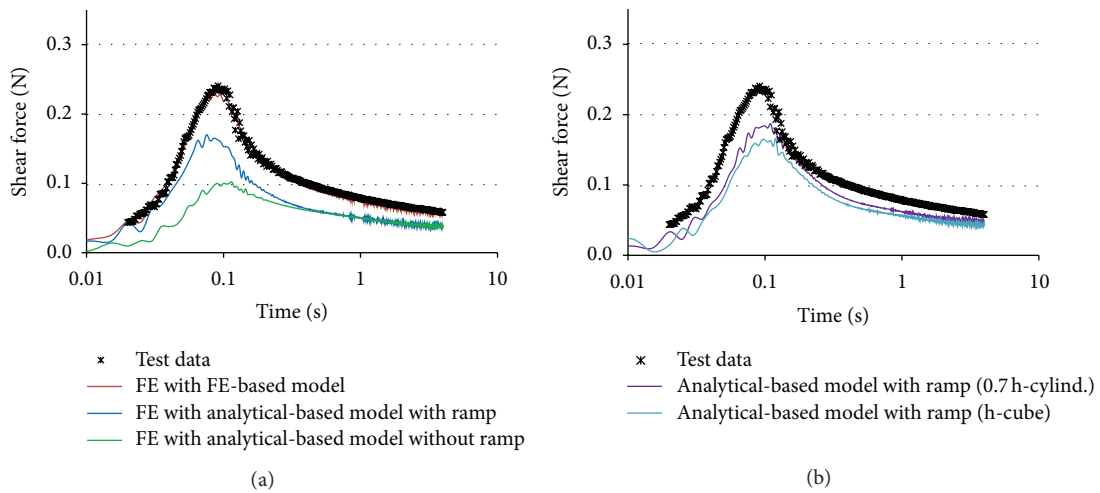 0.3
0.2
0.1
0.0
Shear force (N)
0.01
0.1
1
10
Time (s)
Test data
FE with FE-based model
FE with analytical-based model with ramp
FE with analytical-based model without ramp
(a)
0.3
0.2
0.1
0.0
Shear force (N)
0.01
0.1
1
10
Time (s)
Test data
Analytical-based model with ramp (0.7 h-cylind.)
Analytical-based model with ramp (h-cube)
(b)